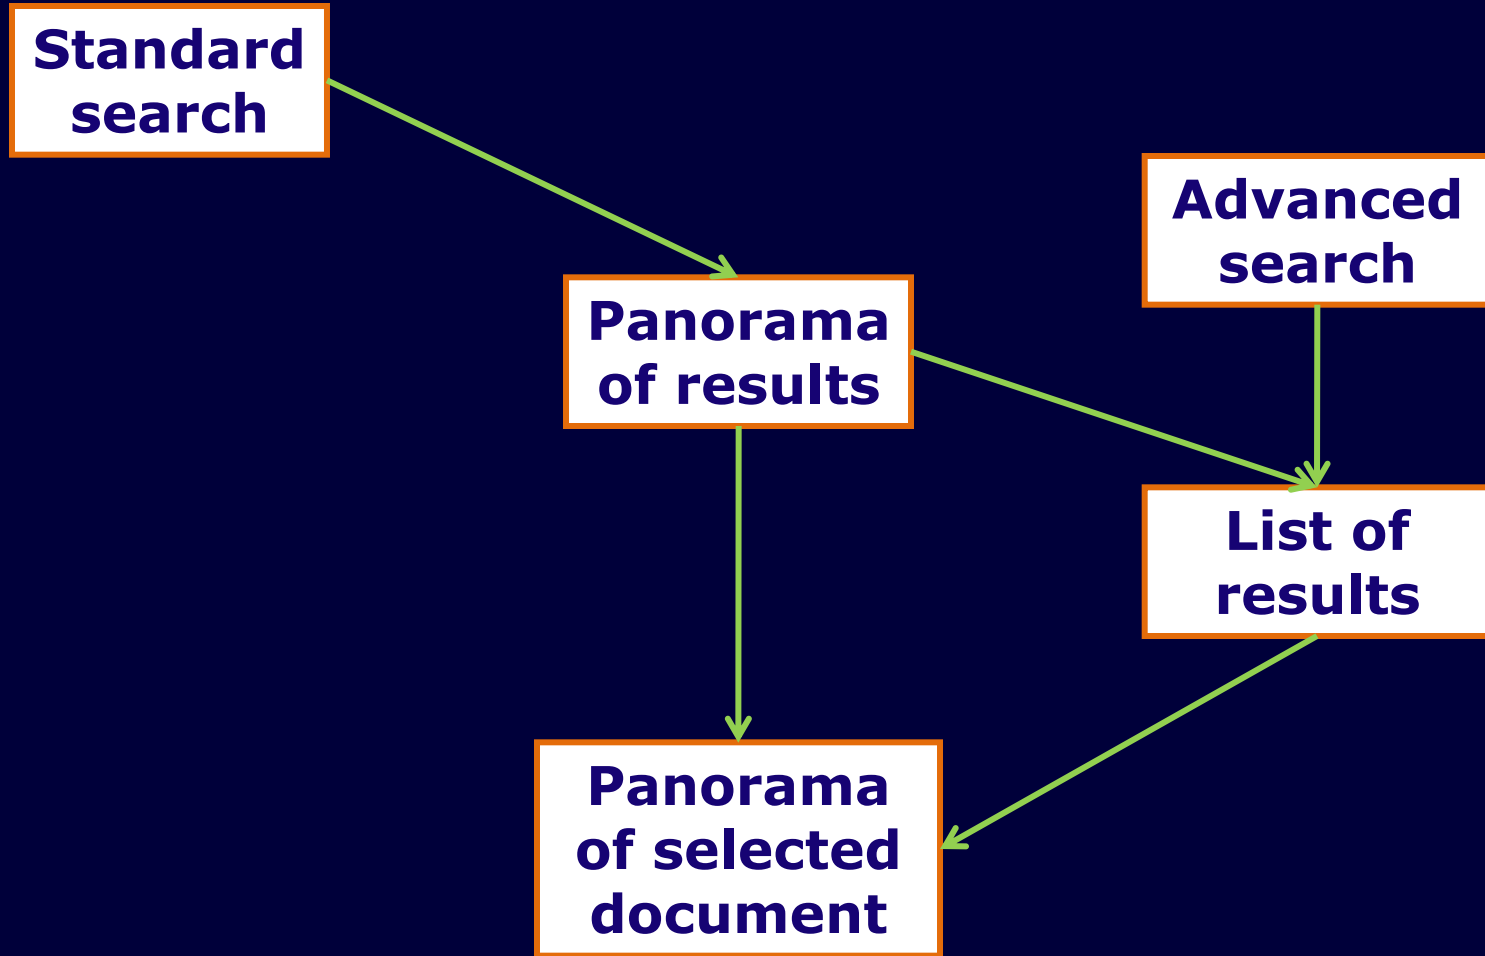 Standard
search
Advanced
search
Panorama
of results
List of
results
Panorama
of selected
document